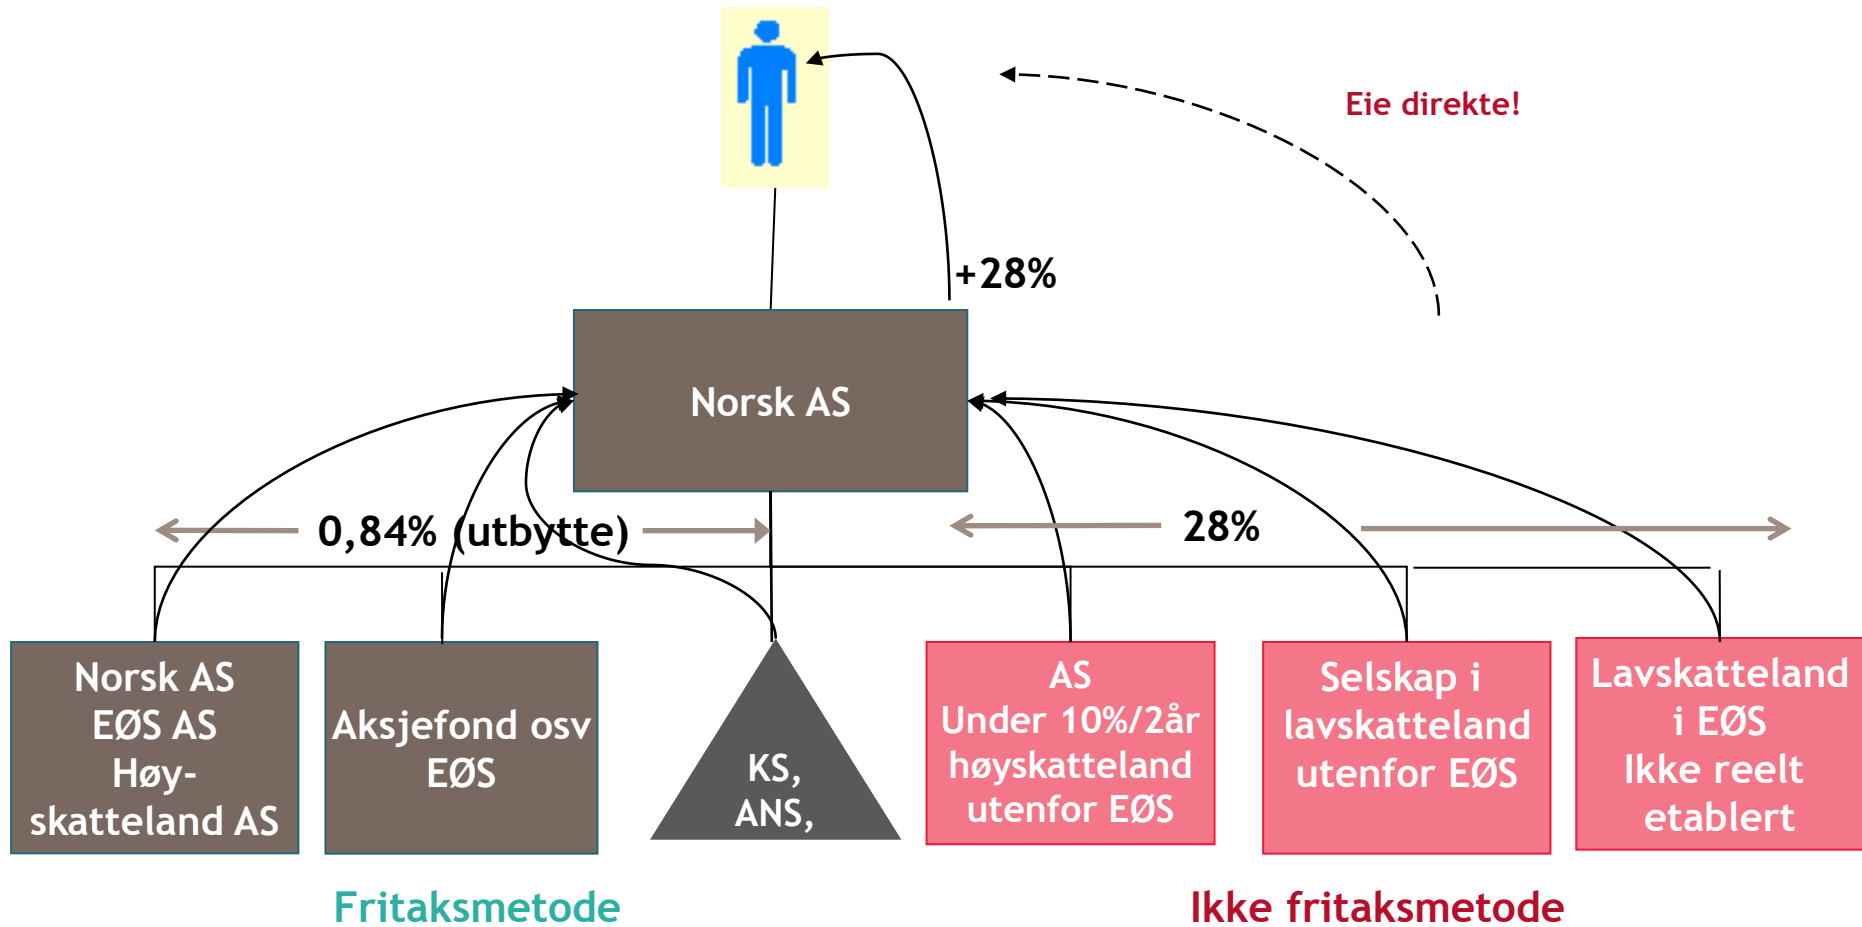 Eie direkte!
+28%
Norsk AS
0,84% (utbytte)
28%
Norsk AS
EØS AS
Høy-
skatteland AS
Aksjefond osv
EØS
KS,
ANS,
AS
Under 10%/2år
høyskatteland
utenfor EØS
Selskap i
lavskatteland
utenfor EØS
Lavskatteland
i EØS
Ikke reelt
etablert
Fritaksmetode
Ikke fritaksmetode